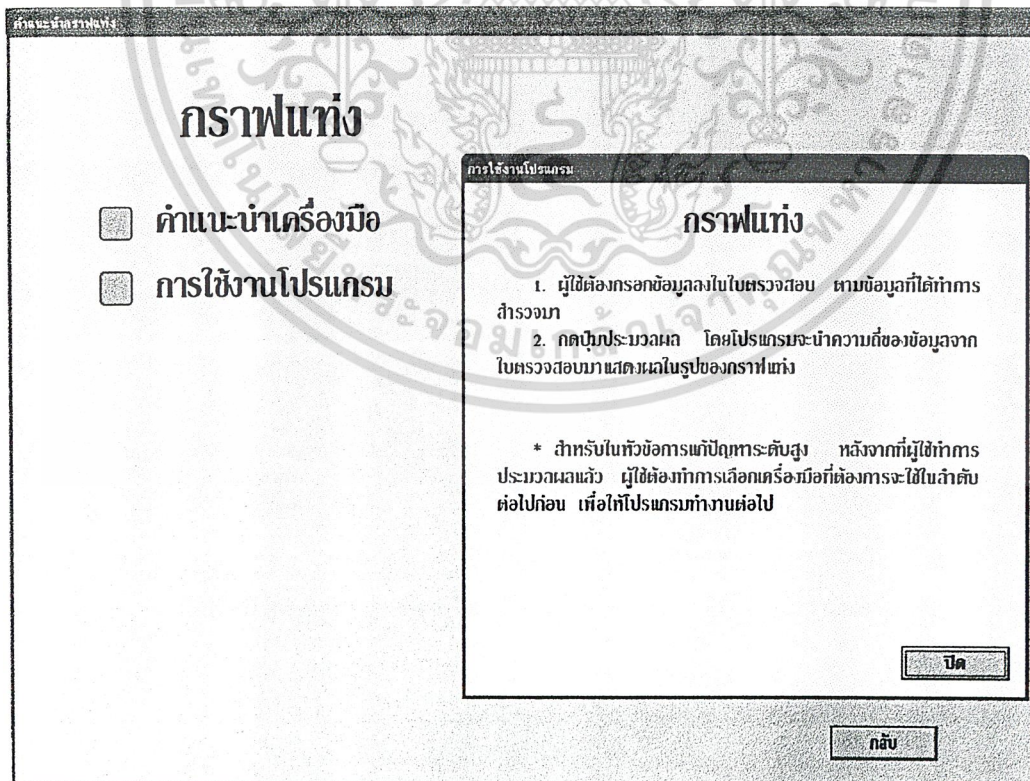 คำแนะนำกราฟแท่ง
กราฟแท่ง
คำแนะนำเครื่องมือ
การใช้งานโปรแกรม
การใช้งานโปรแกรม
กราฟแท่ง
1. ผู้ใช้ต้องกรอกข้อมูลลงในใบตรวจสอบ ตามข้อมูลที่ได้ทำการ
สำรวจมา
2. กดปุ่มประมวลผล โดยโปรแกรมจะนำความถี่ของข้อมูลจาก
ใบตรวจสอบมาแสดงผลในรูปของกราฟแท่ง
* สำหรับในหัวข้อการแก้ปัญหาระดับสูง หลังจากที่ผู้ใช้ทำการ
ประมวลผลแล้ว ผู้ใช้ต้องทำการเลือกเครื่องมือที่ต้องการจะใช้ในลำดับ
ต่อไปก่อน เพื่อให้โปรแกรมทำงานต่อไป
ปิด
กลับ